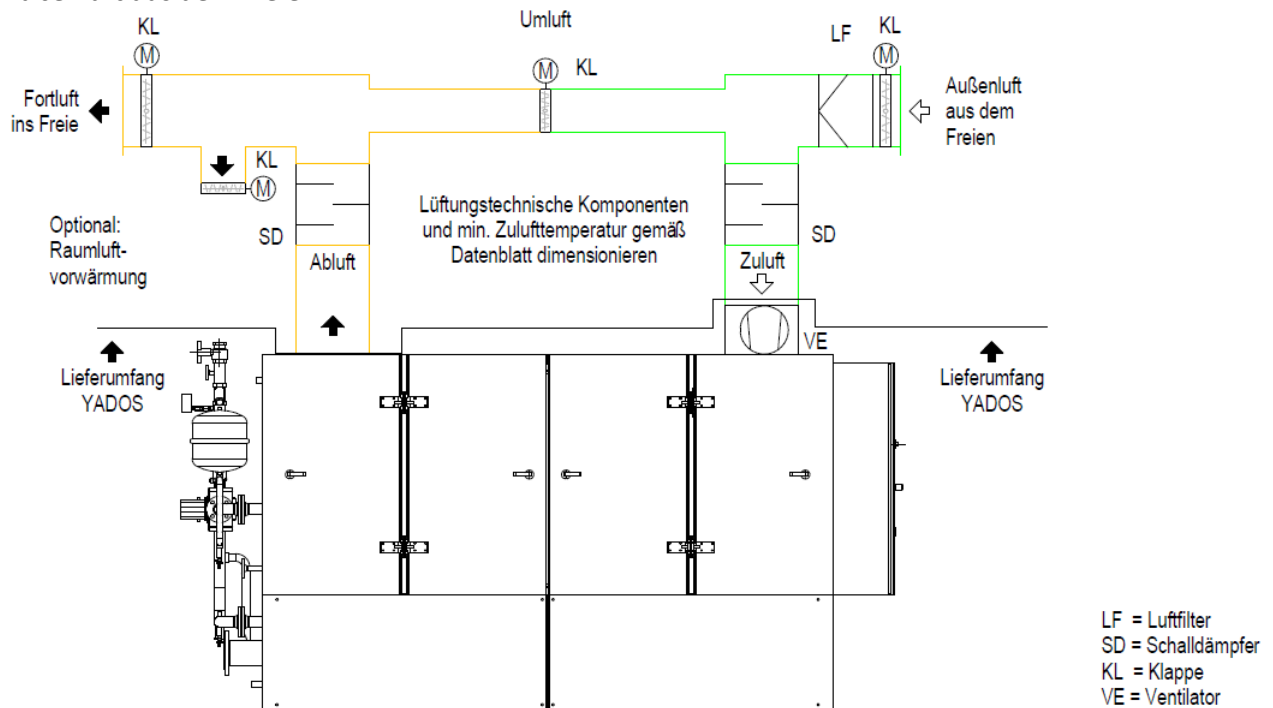 KL
Umluft
LF
KL
M
M
KL
M
Fortluft
ins Freie
Außenluft
aus dem
Freien
KL
M
Optional:
Raumluft-
vorwärmung
SD
Lüftungstechnische Komponenten
und min. Zulufttemperatur gemäß
Datenblatt dimensionieren
SD
Abluft
Zuluft
VE
Lieferumfang
YADOS
Lieferumfang
YADOS
LF = Luftfilter
SD = Schalldämpfer
KL = Klappe
VE = Ventilator